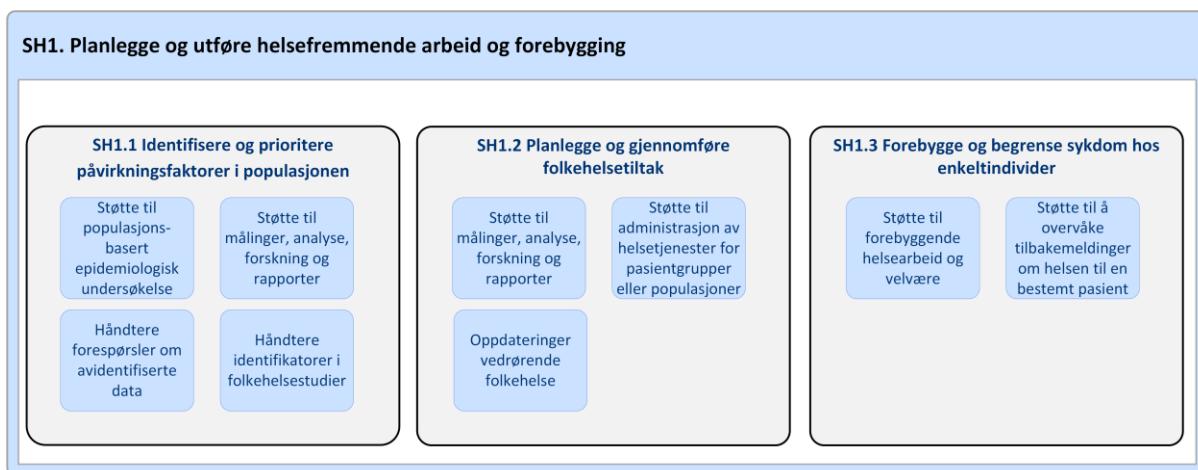 SH1. Planlegge og utføre helsefremmende arbeid og forebygging
SH1.1 Identifisere og prioritere
påvirkningsfaktorer i populasjonen
Støtte til
populasjons-
basert
epidemiologisk
undersøkelse
Støtte til
målinger, analyse,
forskning og
rapporter
Håndtere
forespørsler om
avidentifiserte
data
Håndtere
identifikatorer i
folkehelsestudier
SH1.2 Planlegge og gjennomføre
folkehelsetiltak
Støtte til
målinger, analyse,
forskning og
rapporter
Støtte til
administrasjon av
helsetjenester for
pasientgrupper
eller populasjoner
Oppdateringer
vedrørende
folkehelse
SH1.3 Forebygge og begrense sykdom hos
enkeltindivider
Støtte til
forebyggende
helsearbeid og
velvære
Støtte til å
overvåke
tilbakemeldinger
om helsen til en
bestemt pasient